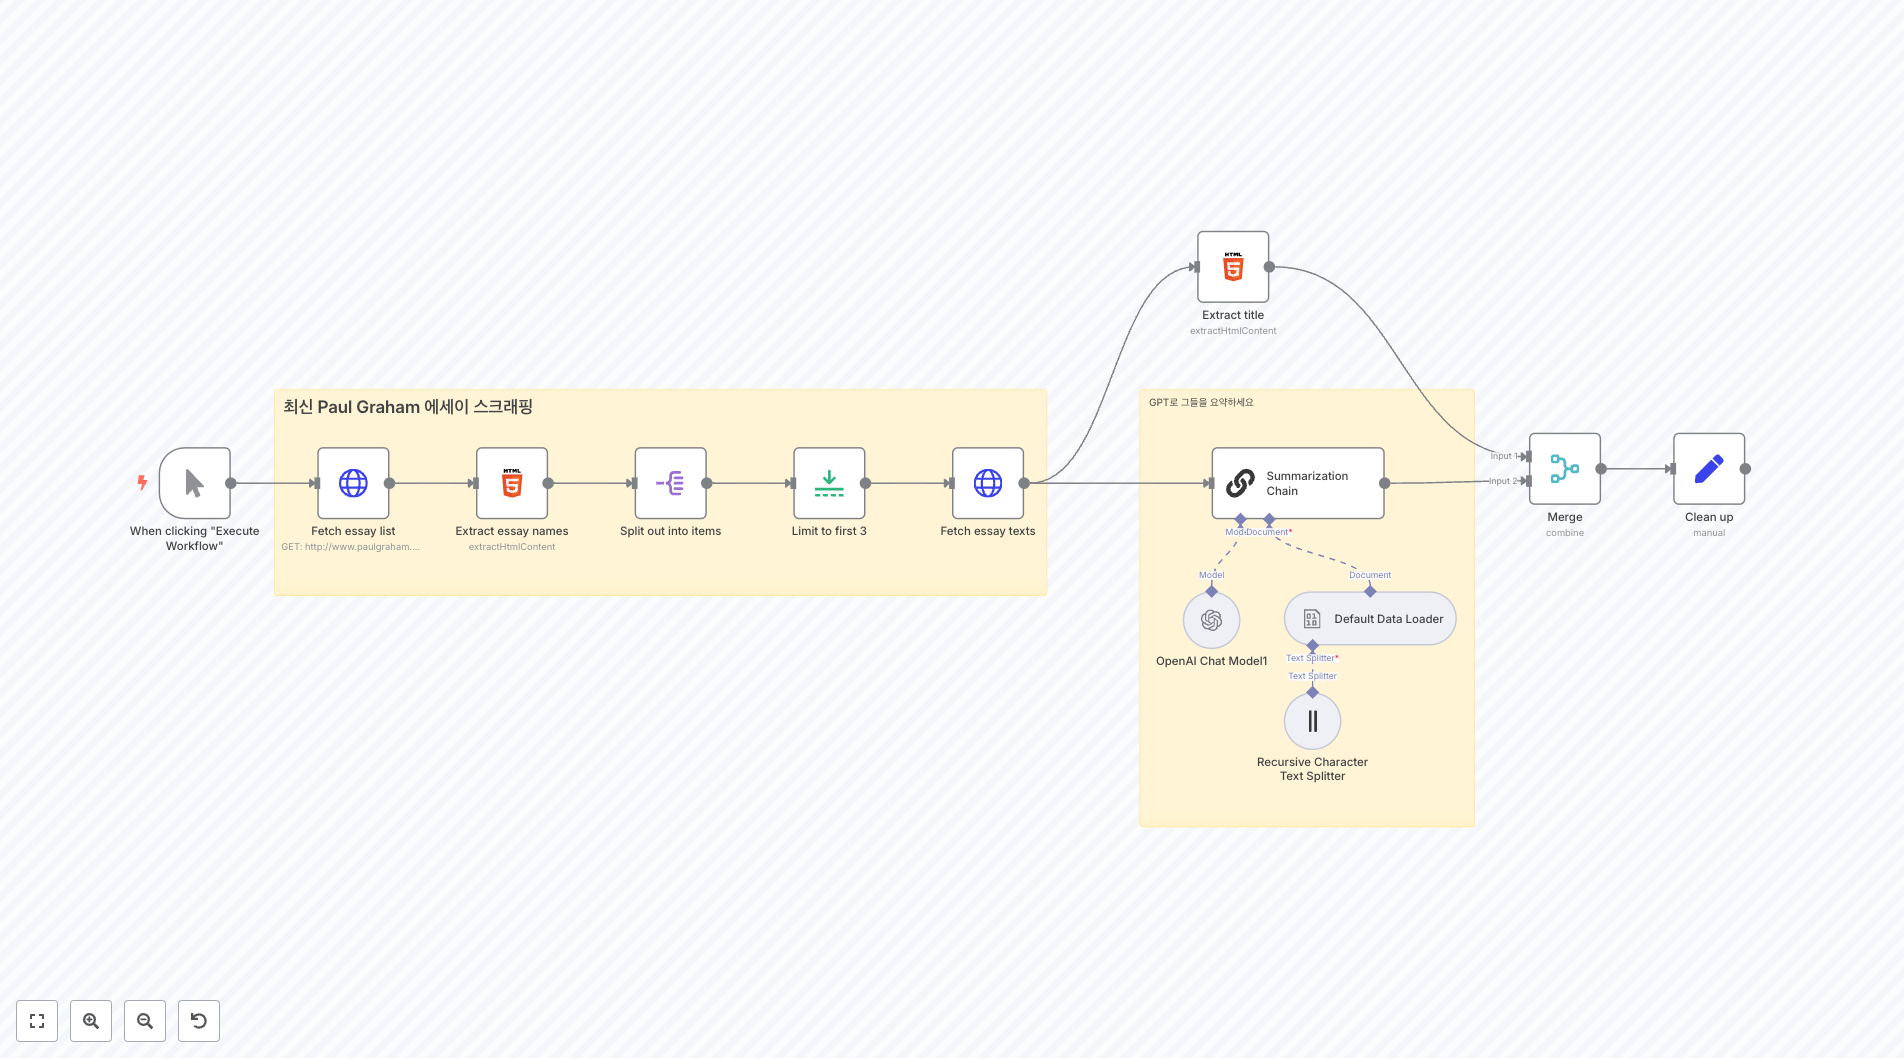 When clicking "Execute
Workflow"
최신 Paul Graham 에세이 스크래핑
Fetch essay list
GET: http://www.paulgraham....
HTML
Extract essay names
extractHtmlContent
Split out into items
Limit to first 3
Fetch essay texts
HTML
Extract title
extractHtmlContent
GPT로 그들을 요약하세요
Summarization
Chain
Document*
Model
OpenAI Chat Model1
Document
0110
Default Data Loader
Text Splitter*
Text Splitter
Recursive Character
Text Splitter
Input 1
Input 2
Merge
combine
Clean up
manual